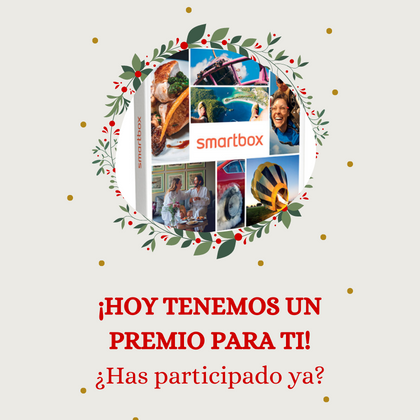 smartbox
smartbox
¡HOY TENEMOS UN
PREMIO PARA TI!
¿Has participado ya?